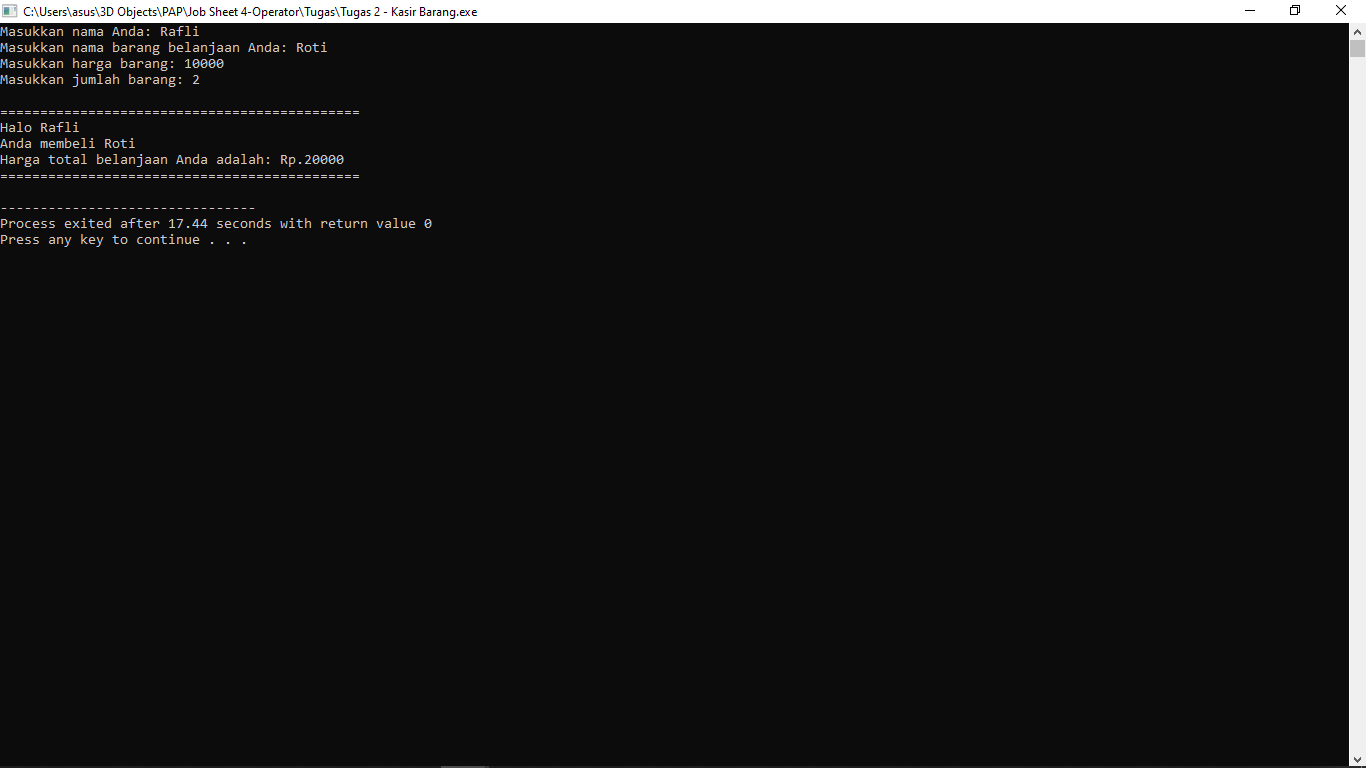 C:\Users\asus\3D Objects\PAP\Job Sheet 4-Operator\Tugas\Tugas 2 - Kasir Barang.exe
Masukkan nama Anda: Rafli
Masukkan nama barang belanjaan Anda: Roti
Masukkan harga barang: 10000
Masukkan jumlah barang: 2
=============================================
Halo Rafli
Anda membeli Roti
Harga total belanjaan Anda adalah: Rp.20000
=============================================
--------------------------------
Process exited after 17.44 seconds with return value 0
Press any key to continue . . .